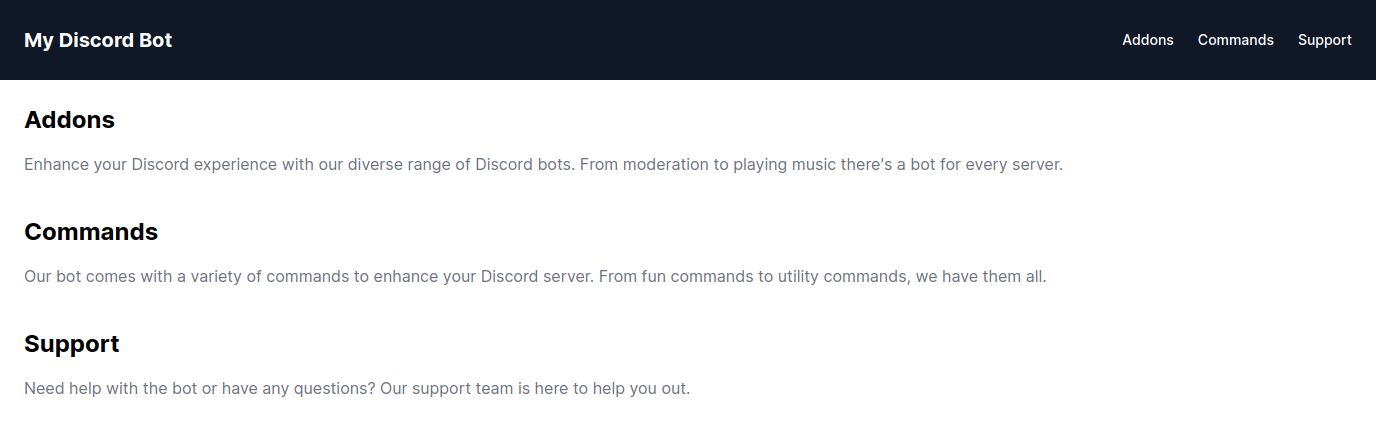 My Discord Bot
Addons Commands Support
Addons
Enhance your Discord experience with our diverse range of Discord bots. From moderation to playing music there's a bot for every server.
Commands
Our bot comes with a variety of commands to enhance your Discord server. From fun commands to utility commands, we have them all.
Support
Need help with the bot or have any questions? Our support team is here to help you out.